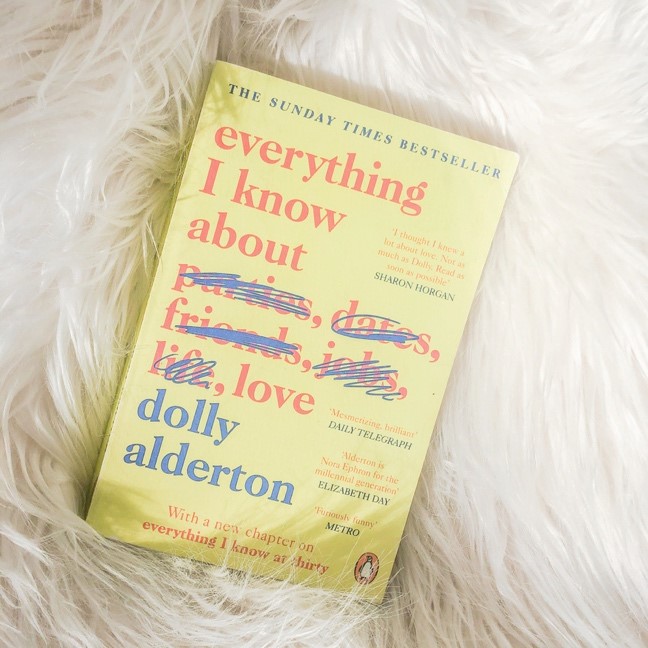 THE SUNDAY TIMES BESTSELLER
everything
I know
about
parties, dates,
friends, jobs,
life, love
'I thought I knew a
lot about love. Not as
much as Dolly. Read as
soon as possible'
SHARON HORGAN
dolly
alderton
'Mesmerizing, brilliant'
DAILY TELEGRAPH
'Alderton is
Nora Ephron for the
millennial generation'
ELIZABETH DAY
'Furiously funny'
METRO
With a new chapter on
everything I know at thirty